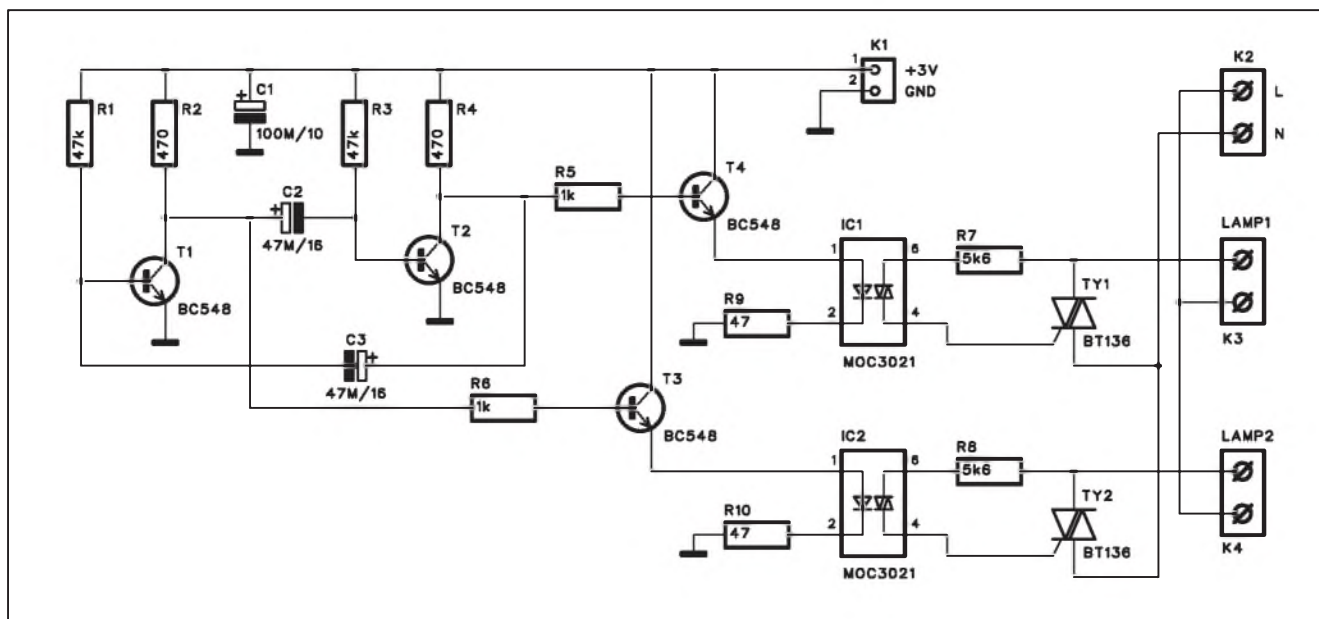 K1
1
+3V
2
GND
K2
L
N
R1
47k
R2
470
C1
+
100M/10
R3
47k
R4
470
C2
+
47M/16
T1
BC548
T2
BC548
R5
1k
T4
BC548
C3
+
47M/16
R6
1k
T3
BC548
IC1
1
6
2
4
MOC3021
R7
5k6
R9
47
TY1
BT136
LAMP1
K3
IC2
1
6
2
4
MOC3021
R8
5k6
R10
47
TY2
BT136
LAMP2
K4